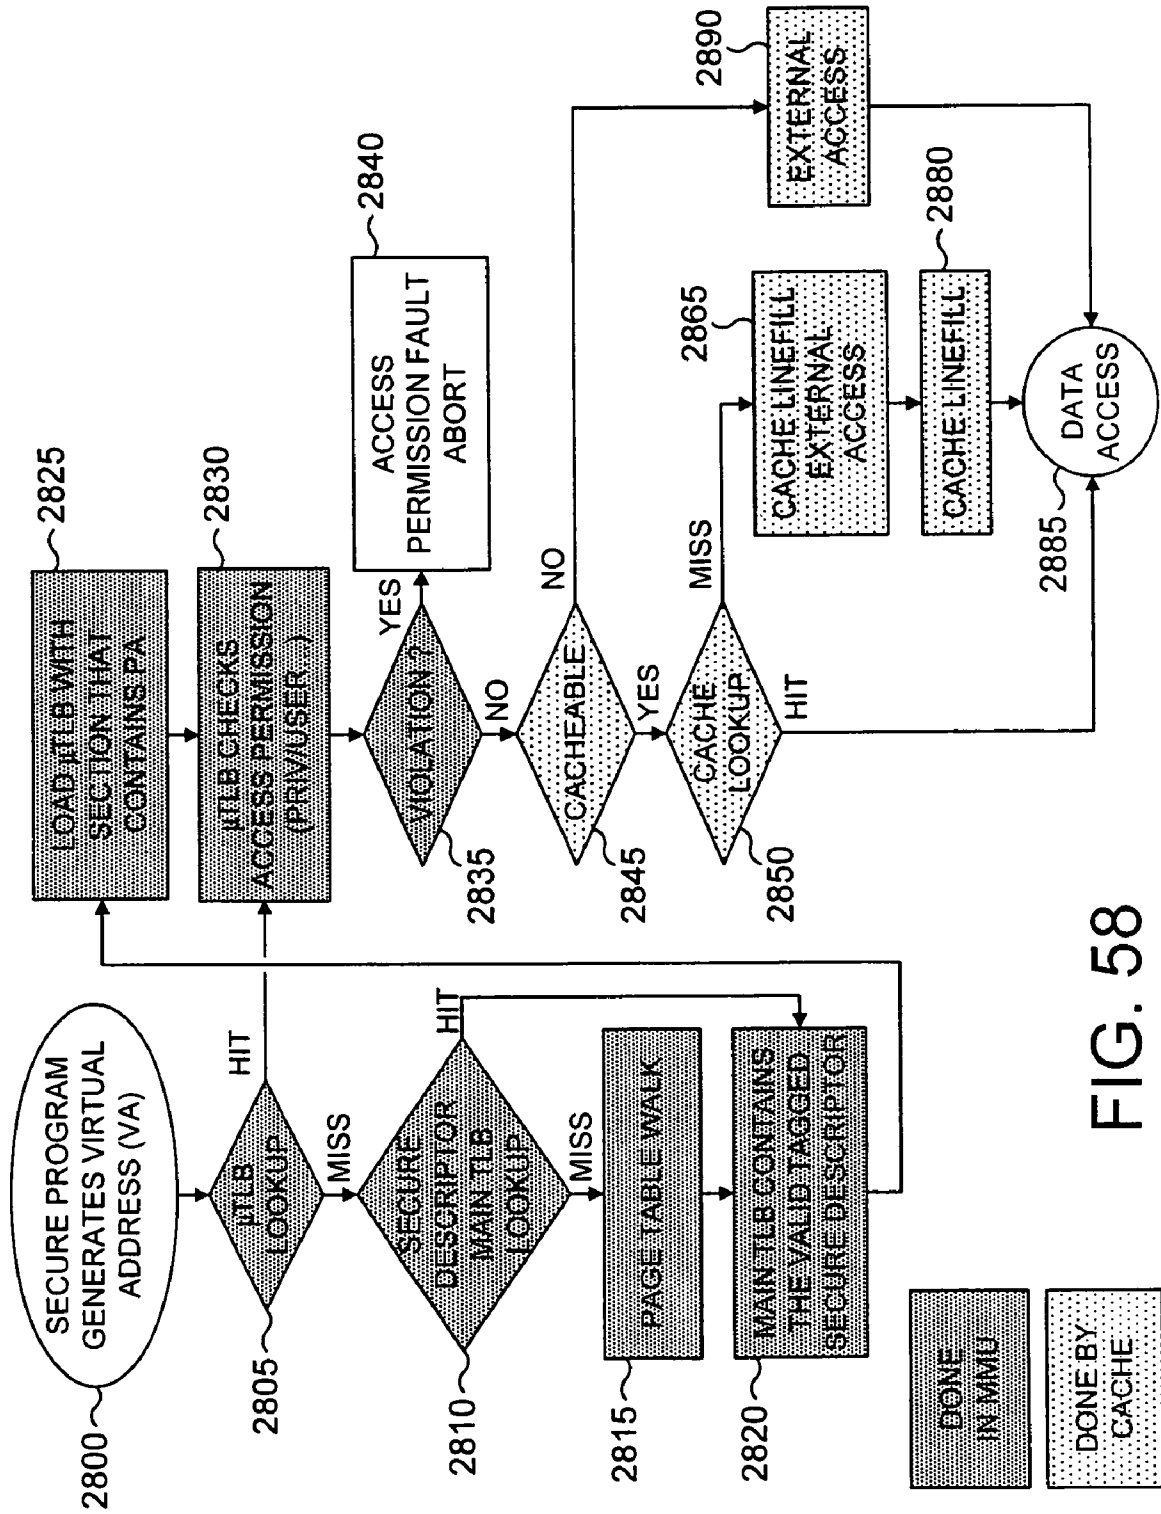 2800
SECURE PROGRAM
GENERATES VIRTUAL
ADDRESS (VA)
2805
µTLB
LOOKUP
HIT
MISS
2810
SECURE
DESCRIPTOR
MAIN TLB
LOOKUP
HIT
MISS
2815
PAGE TABLE WALK
2820
MAIN TLB CONTAINS
THE VALID TAGGED
SECURE DESCRIPTOR
2825
LOAD µTLB WITH
SECTION THAT
CONTAINS PA
2830
µTLB CHECKS
ACCESS PERMISSION
(PRIV/USER...)
2835
VIOLATION ?
YES
NO
2840
ACCESS
PERMISSION FAULT
ABORT
2845
CACHEABLE
NO
YES
2850
CACHE
LOOKUP
MISS
HIT
2865
CACHE LINEFILL
EXTERNAL
ACCESS
2880
CACHE LINEFILL
2890
EXTERNAL
ACCESS
2885
DATA
ACCESS
DONE
IN MMU
DONE BY
CACHE
FIG. 58